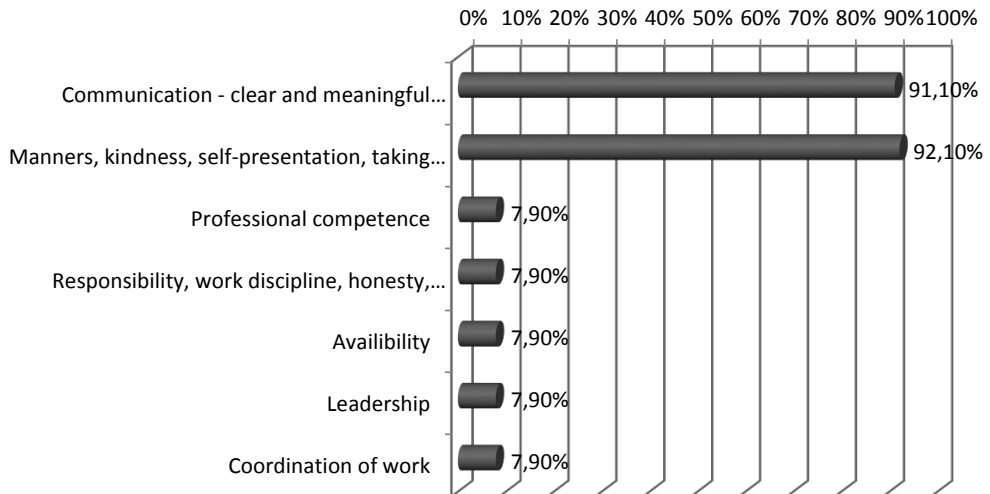 0% 10% 20% 30% 40% 50% 60% 70% 80% 90% 100%
Communication - clear and meaningful… 91,10%
Manners, kindness, self-presentation, taking… 92,10%
Professional competence 7,90%
Responsibility, work discipline, honesty,… 7,90%
Availibility 7,90%
Leadership 7,90%
Coordination of work 7,90%